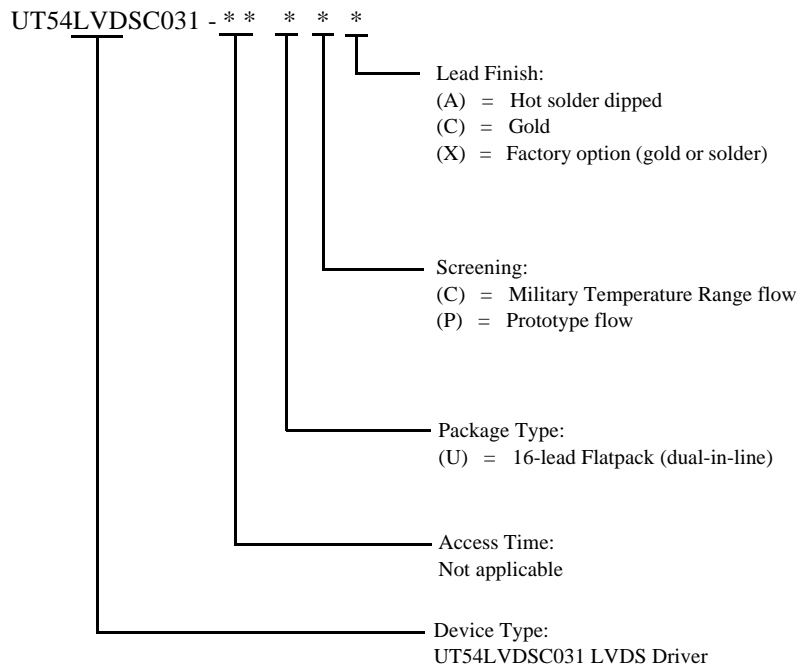 UT54LVDSC031 - * * * * *
Lead Finish:
(A) = Hot solder dipped
(C) = Gold
(X) = Factory option (gold or solder)
Screening:
(C) = Military Temperature Range flow
(P) = Prototype flow
Package Type:
(U) = 16-lead Flatpack (dual-in-line)
Access Time:
Not applicable
Device Type:
UT54LVDSC031 LVDS Driver